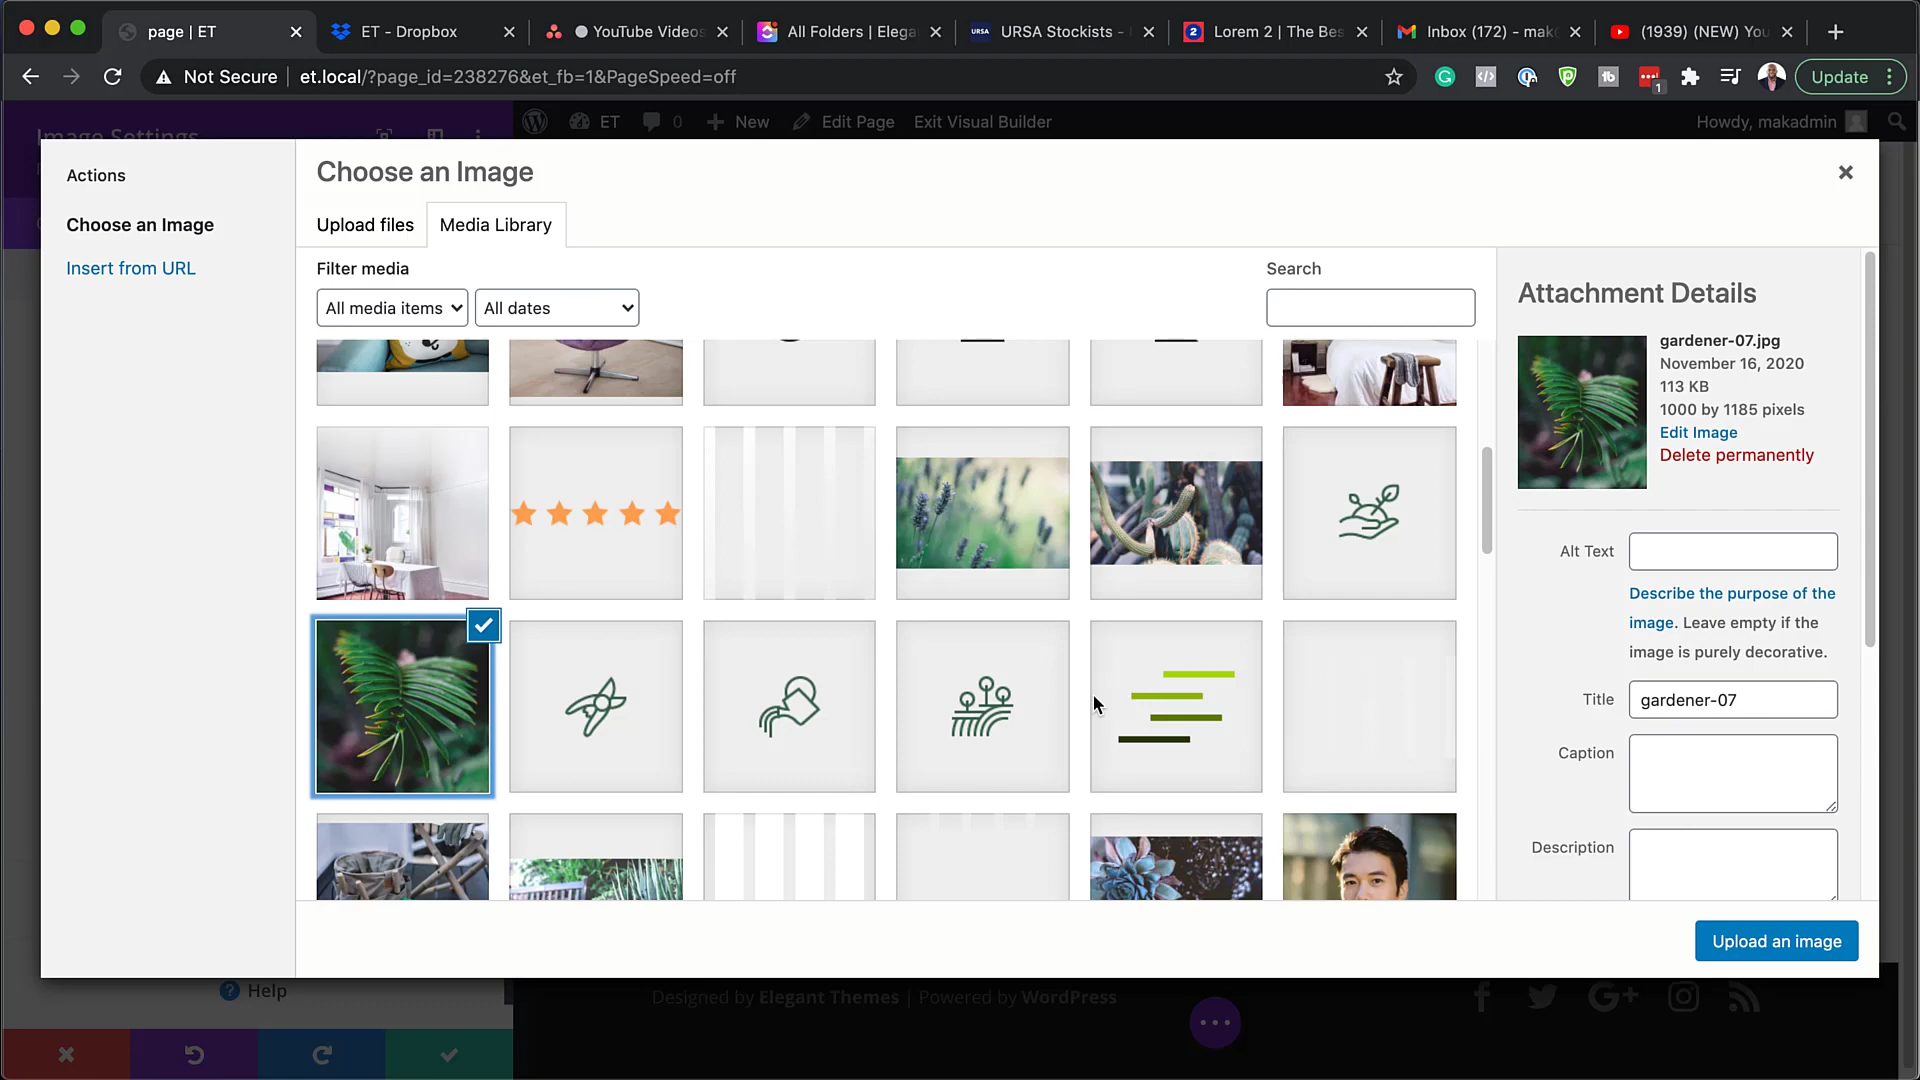 page | ET
ET - Dropbox
YouTube Videos
All Folders | Elega
URSA
URSA Stockists -
2
Lorem 2 | The Bes
Inbox (172) - mak
(1939) (NEW) You
Not Secure
et.local/?page_id=238276&et_fb=1&PageSpeed=off
1
Update
Image Settings
ET
0
New
Edit Page
Exit Visual Builder
Howdy, makadmin
Actions
Choose an Image
Insert from URL
Choose an Image
Upload files
Media Library
Filter media
All media items
All dates
Search
Attachment Details
gardener-07.jpg
November 16, 2020
113 KB
1000 by 1185 pixels
Edit Image
Delete permanently
Alt Text
Describe the purpose of the
image. Leave empty if the
image is purely decorative.
Title
gardener-07
Caption
Description
Upload an image
Help
Designed by Elegant Themes | Powered by WordPress